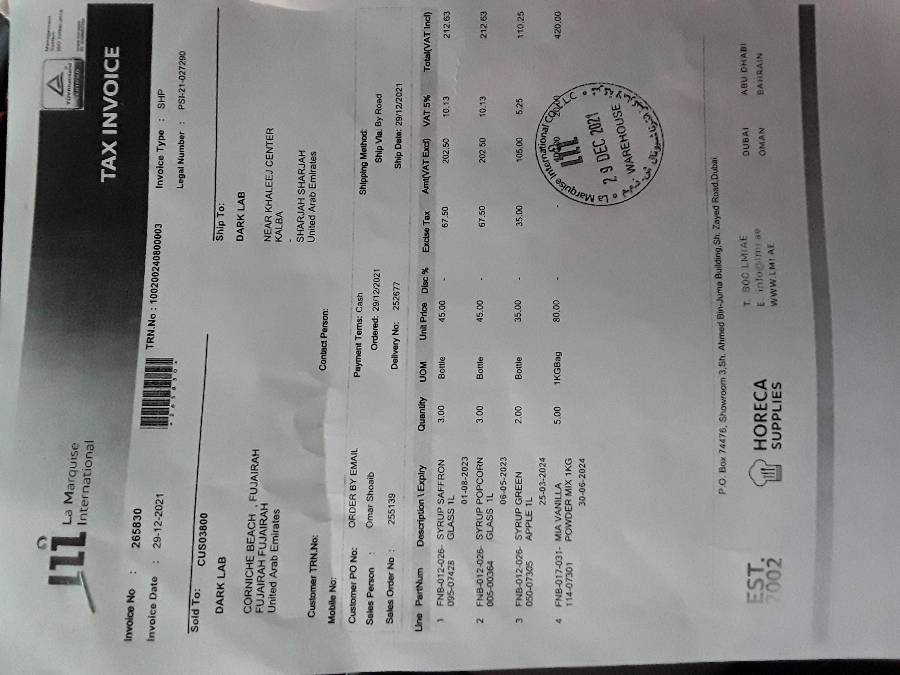 La Marquise
International
TAX INVOICE
Invoice No : 265830
TRN.No : 100200240800003
Invoice Type : SHP
Invoice Date : 29-12-2021
Legal Number : PSI-21-027290
Sold To: CUS03800
Ship To:
DARK LAB
DARK LAB
CORNICHE BEACH , FUJAIRAH
FUJAIRAH FUJAIRAH
United Arab Emirates
NEAR KHALEEJ CENTER
KALBA
-
SHARJAH SHARJAH
United Arab Emirates
Customer TRN.No:
Contact Person:
Mobile No:
Customer PO No: ORDER BY EMAIL
Payment Tems: Cash
Shipping Method:
Sales Person : Omar Shoaib
Ordered: 29/12/2021
Ship Via: By Road
Sales Order No : 255139
Delivery No: 252677
Ship Date: 29/12/2021
Line PartNum Description \ Expiry Quantity UOM Unit Price Disc % Excise Tax Amt(VAT Excl) VAT 5% Total(VAT Incl)
1 FNB-012-026- SYRUP SAFFRON 3.00 Bottle 45.00 - 67.50 202.50 10.13 212.63
095-07428 GLASS 1L
01-08-2023
2 FNB-012-026- SYRUP POPCORN 3.00 Bottle 45.00 - 67.50 202.50 10.13 212.63
005-00364 GLASS 1L
06-05-2023
3 FNB-012-026- SYRUP GREEN 2.00 Bottle 35.00 - 35.00 105.00 5.25 110.25
050-07305 APPLE 1L
25-03-2024
4 FNB-017-031- MIA VANILLA 5.00 1KGBag 80.00 - - 420.00
114-07301 POWDER MIX 1KG
30-06-2024
La Marquise International
29 DEC 2021
WAREHOUSE
P.O. Box 74476, Showroom 3,Sh. Ahmed Bin-Juma Building,Sh. Zayed Road,Dubai
EST.
2002
HORECA
SUPPLIES
T. 800 LMI AE
E. info@lmi.ae
WWW.LMI.AE
DUBAI
ABU DHABI
OMAN
BAHRAIN